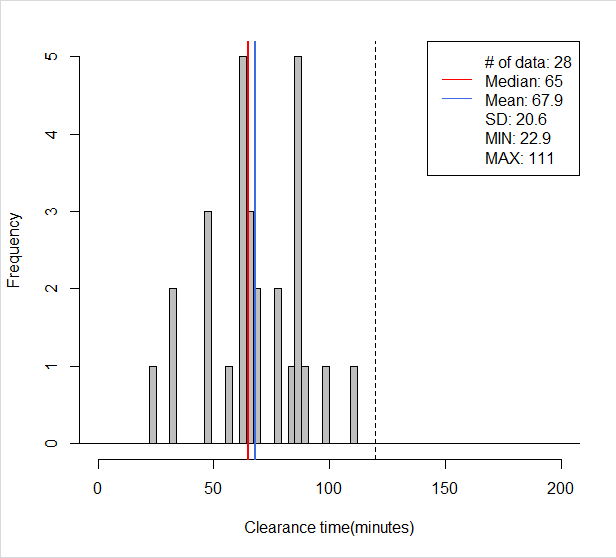 # of data: 28
Median: 65
Mean: 67.9
SD: 20.6
MIN: 22.9
MAX: 111
5
4
3
2
1
0
Frequency
0 50 100 150 200
Clearance time(minutes)